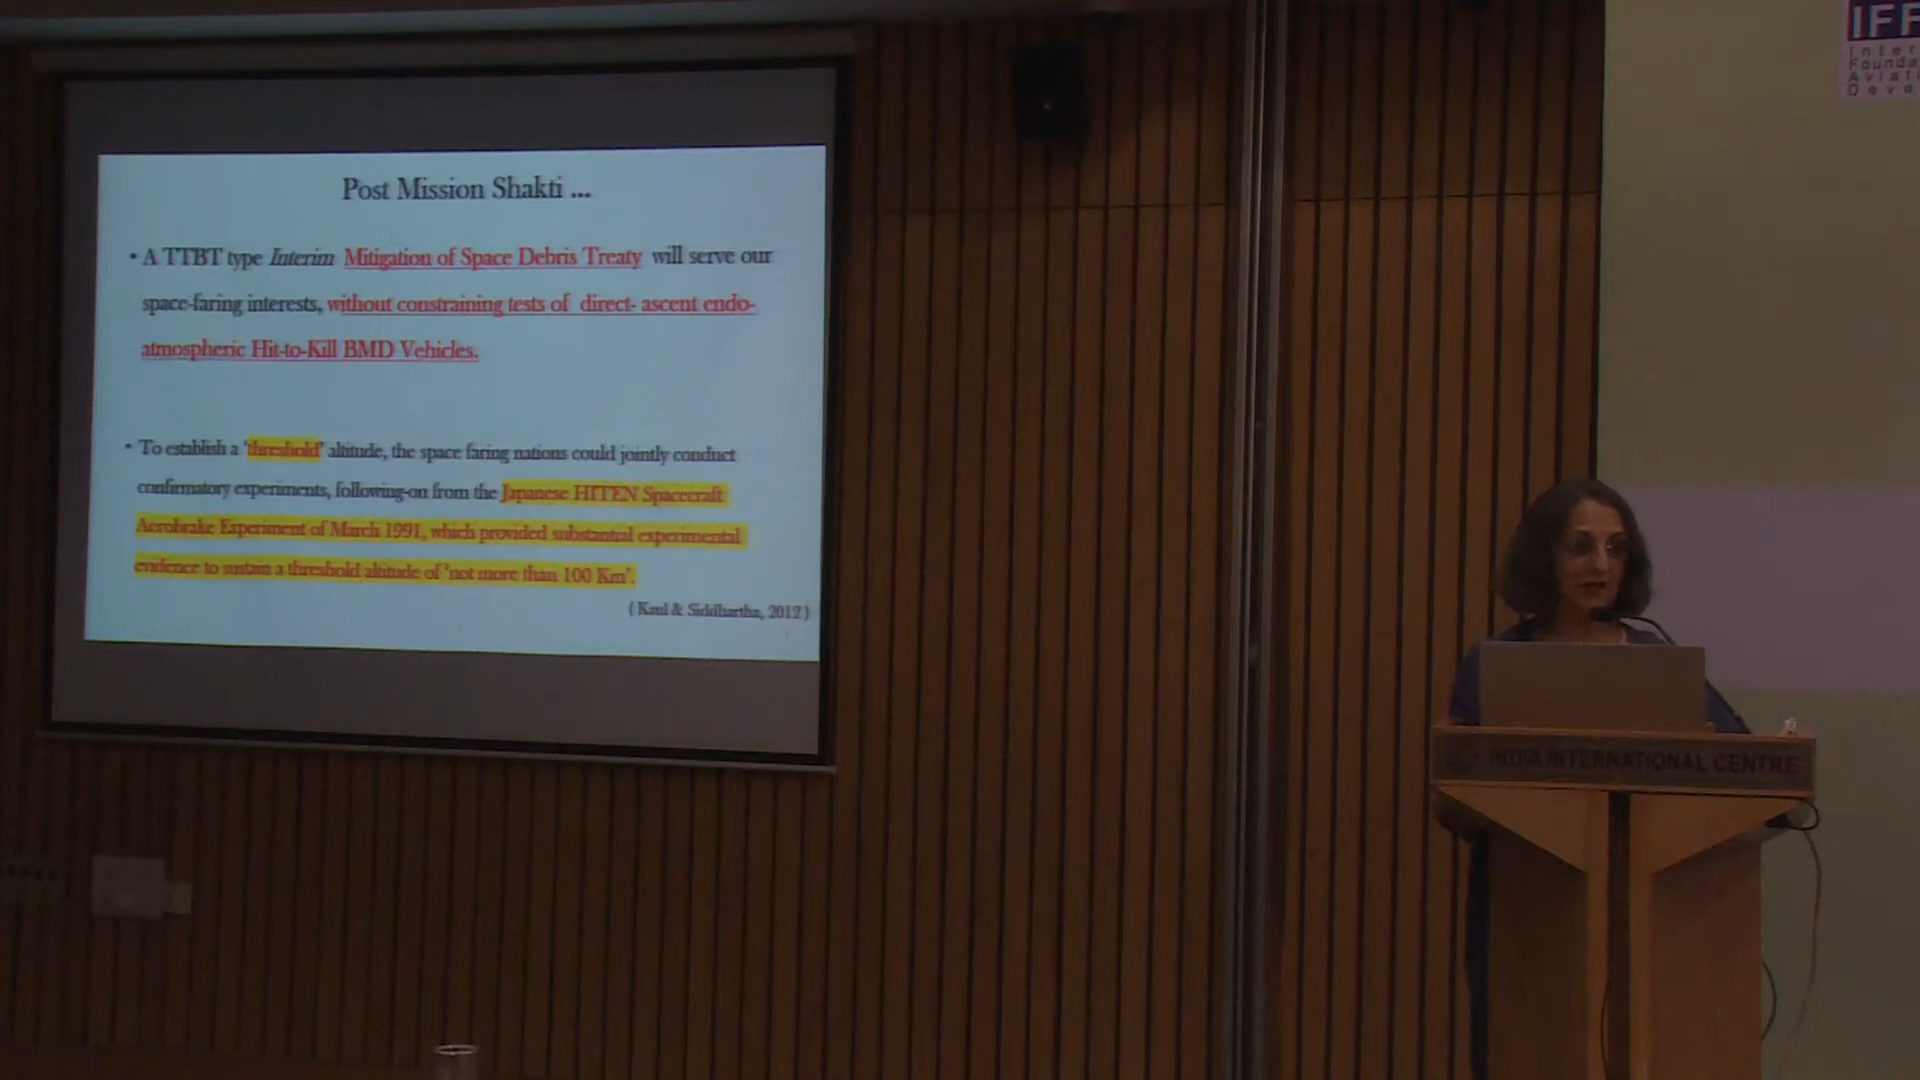 Post Mission Shakti ...
• A TTBT type Interim Mitigation of Space Debris Treaty will serve our
space-faring interests, without constraining tests of direct- ascent endo-
atmospheric Hit-to-Kill BMD Vehicles.
• To establish a 'threshold' altitude, the space faring nations could jointly conduct
confirmatory experiments, following-on from the Japanese HITEN Spacecraft
Aerobrake Experiment of March 1991, which provided substantial experimental
evidence to sustain a threshold altitude of 'not more than 100 Km'.
( Kaul & Siddhartha, 2012 )
INDIA INTERNATIONAL CENTRE
Inter
Founda